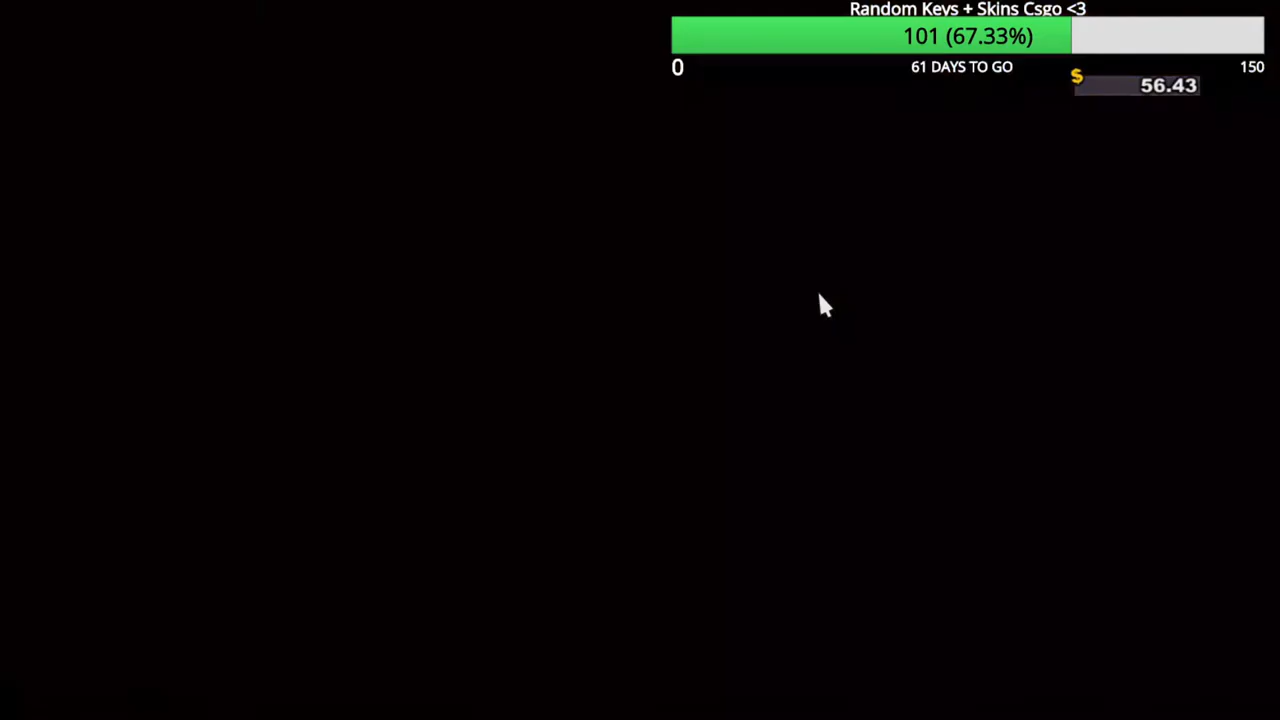 Random Keys + Skins Csgo <3
101 (67.33%)
0
61 DAYS TO GO
150
$
56.43